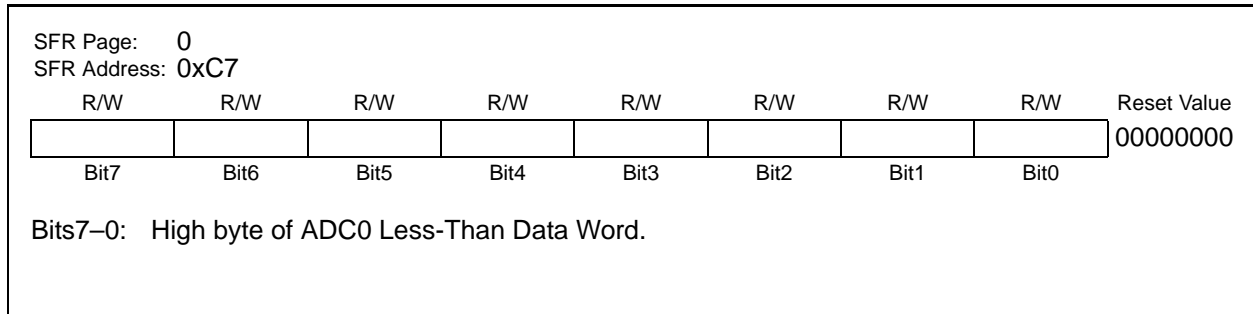 SFR Page: 0
SFR Address: 0xC7
R/W R/W R/W R/W R/W R/W R/W R/W Reset Value
00000000
Bit7 Bit6 Bit5 Bit4 Bit3 Bit2 Bit1 Bit0
Bits7–0: High byte of ADC0 Less-Than Data Word.